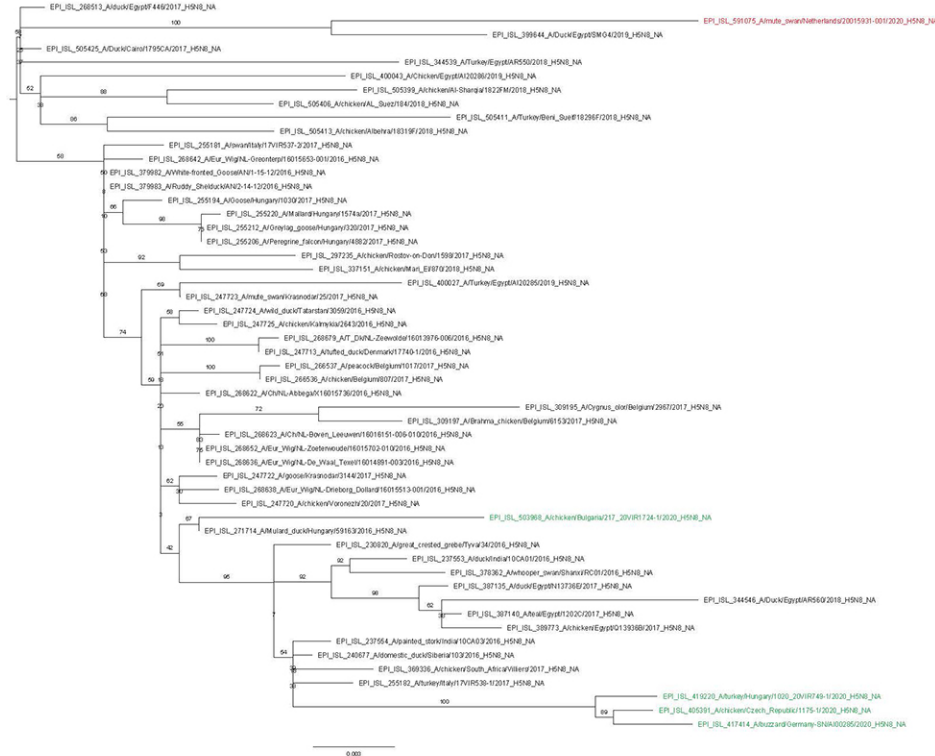 EPI_ISL_268513_A/duck/Egypt/F446/2017_H5N8_NA
100
EPI_ISL_591075_A/mute_swan/Netherlands/20015931-001/2020_H5N8_NA
EPI_ISL_399644_A/Duck/Egypt/SMG4/2019_H5N8_NA
EPI_ISL_505425_A/Duck/Cairo/1795CA/2017_H5N8_NA
EPI_ISL_344539_A/Turkey/Egypt/AR550/2018_H5N8_NA
EPI_ISL_400043_A/Chicken/Egypt/AI20286/2019_H5N8_NA
52
EPI_ISL_505399_A/chicken/Al-Sharqia/1822FM/2018_H5N8_NA
88
EPI_ISL_505406_A/chicken/AL_Suez/184/2018_H5N8_NA
38
EPI_ISL_505411_A/Turkey/Beni_Suef/18296F/2018_H5N8_NA
86
EPI_ISL_505413_A/chicken/Albehra/18319F/2018_H5N8_NA
EPI_ISL_255181_A/swan/Italy/17VIR537-2/2017_H5N8_NA
58
EPI_ISL_268642_A/Eur_Wig/NL-Greonterp/16015653-001/2016_H5N8_NA
EPI_ISL_379982_A/White-fronted_Goose/AN/1-15-12/2016_H5N8_NA
EPI_ISL_379983_A/Ruddy_Shelduck/AN/2-14-12/2016_H5N8_NA
EPI_ISL_255194_A/Goose/Hungary/1030/2017_H5N8_NA
66
EPI_ISL_255220_A/Mallard/Hungary/1574a/2017_H5N8_NA
98
EPI_ISL_255212_A/Greylag_goose/Hungary/320/2017_H5N8_NA
EPI_ISL_255206_A/Peregrine_falcon/Hungary/4882/2017_H5N8_NA
EPI_ISL_297235_A/chicken/Rostov-on-Don/1598/2017_H5N8_NA
92
EPI_ISL_337151_A/chicken/Mari_El/870/2018_H5N8_NA
EPI_ISL_400027_A/Turkey/Egypt/AI20285/2019_H5N8_NA
69
EPI_ISL_247723_A/mute_swan/Krasnodar/25/2017_H5N8_NA
EPI_ISL_247724_A/wild_duck/Tatarstan/3059/2016_H5N8_NA
58
EPI_ISL_247725_A/chicken/Kalmykia/2643/2016_H5N8_NA
74
EPI_ISL_268679_A/T_Dk/NL-Zeewolde/16013976-006/2016_H5N8_NA
100
EPI_ISL_247713_A/tufted_duck/Denmark/17740-1/2016_H5N8_NA
EPI_ISL_266537_A/peacock/Belgium/1017/2017_H5N8_NA
100
EPI_ISL_266536_A/chicken/Belgium/807/2017_H5N8_NA
59
EPI_ISL_268622_A/Ch/NL-Abbega/X16015736/2016_H5N8_NA
EPI_ISL_309195_A/Cygnus_olor/Belgium/2967/2017_H5N8_NA
72
EPI_ISL_309197_A/Brahma_chicken/Belgium/6153/2017_H5N8_NA
EPI_ISL_268623_A/Ch/NL-Boven_Leeuwen/16016151-006-010/2016_H5N8_NA
EPI_ISL_268652_A/Eur_Wig/NL-Zoeterwoude/16015702-010/2016_H5N8_NA
EPI_ISL_268636_A/Eur_Wig/NL-De_Waal_Texel/16014891-003/2016_H5N8_NA
EPI_ISL_247722_A/goose/Krasnodar/3144/2017_H5N8_NA
62
EPI_ISL_268638_A/Eur_Wig/NL-Drieborg_Dollard/16015513-001/2016_H5N8_NA
EPI_ISL_247720_A/chicken/Voronezh/20/2017_H5N8_NA
EPI_ISL_503968_A/chicken/Bulgaria/217_20VIR1724-1/2020_H5N8_NA
67
EPI_ISL_271714_A/Mulard_duck/Hungary/59163/2016_H5N8_NA
EPI_ISL_230820_A/great_crested_grebe/Tyva/34/2016_H5N8_NA
42
EPI_ISL_237553_A/duck/India/10CA01/2016_H5N8_NA
92
EPI_ISL_378362_A/whooper_swan/Shanxi/RC01/2016_H5N8_NA
96
92
EPI_ISL_387135_A/duck/Egypt/N13736E/2017_H5N8_NA
98
EPI_ISL_344546_A/Duck/Egypt/AR560/2018_H5N8_NA
62
EPI_ISL_387140_A/teal/Egypt/1202C/2017_H5N8_NA
EPI_ISL_389773_A/chicken/Egypt/Q13936B/2017_H5N8_NA
7
EPI_ISL_237554_A/painted_stork/India/10CA03/2016_H5N8_NA
54
EPI_ISL_240677_A/domestic_duck/Siberia/103/2016_H5N8_NA
EPI_ISL_369336_A/chicken/South_Africa/Villiers/2017_H5N8_NA
EPI_ISL_255182_A/turkey/Italy/17VIR538-1/2017_H5N8_NA
EPI_ISL_419220_A/turkey/Hungary/1020_20VIR749-1/2020_H5N8_NA
100
EPI_ISL_405391_A/chicken/Czech_Republic/1175-1/2020_H5N8_NA
89
EPI_ISL_417414_A/buzzard/Germany-SN/AI00285/2020_H5N8_NA
0.003